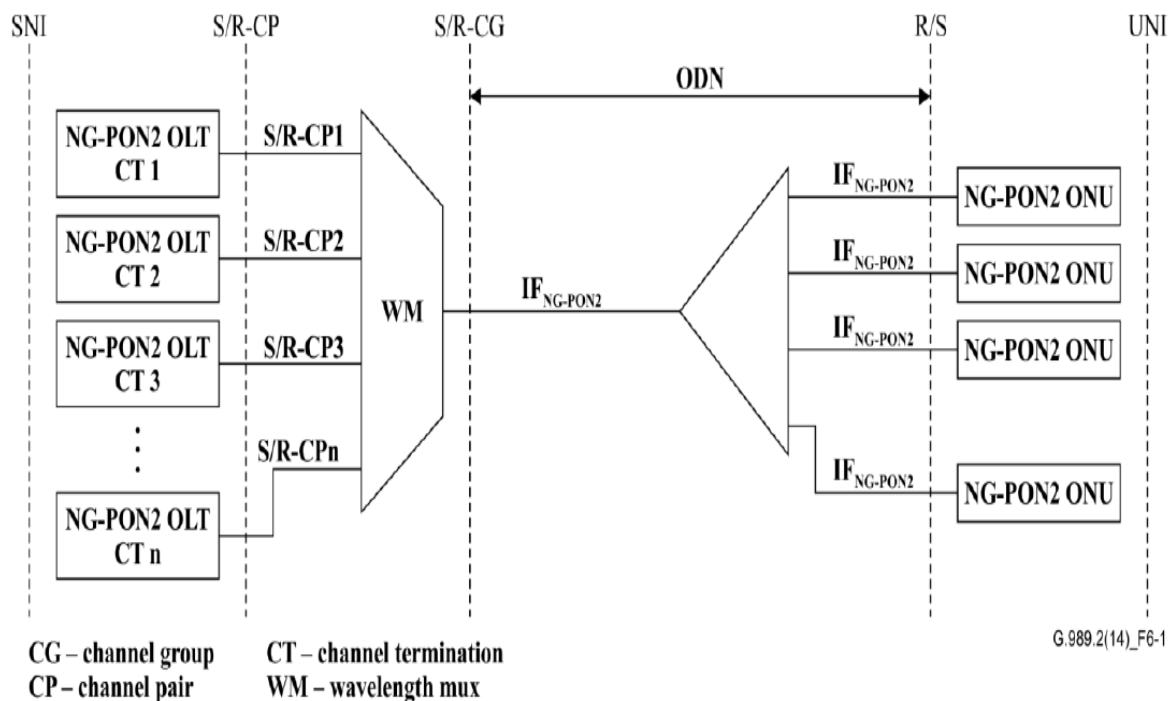 SNI S/R-CP S/R-CG R/S UNI
ODN
NG-PON2 OLT
CT 1
S/R-CP1
NG-PON2 OLT
CT 2
S/R-CP2
NG-PON2 OLT
CT 3
S/R-CP3
S/R-CPn
NG-PON2 OLT
CT n
WM
IFNG-PON2
IFNG-PON2
NG-PON2 ONU
IFNG-PON2
NG-PON2 ONU
IFNG-PON2
NG-PON2 ONU
IFNG-PON2
NG-PON2 ONU
G.989.2(14)_F6-1
CG – channel group CT – channel termination
CP – channel pair WM – wavelength mux